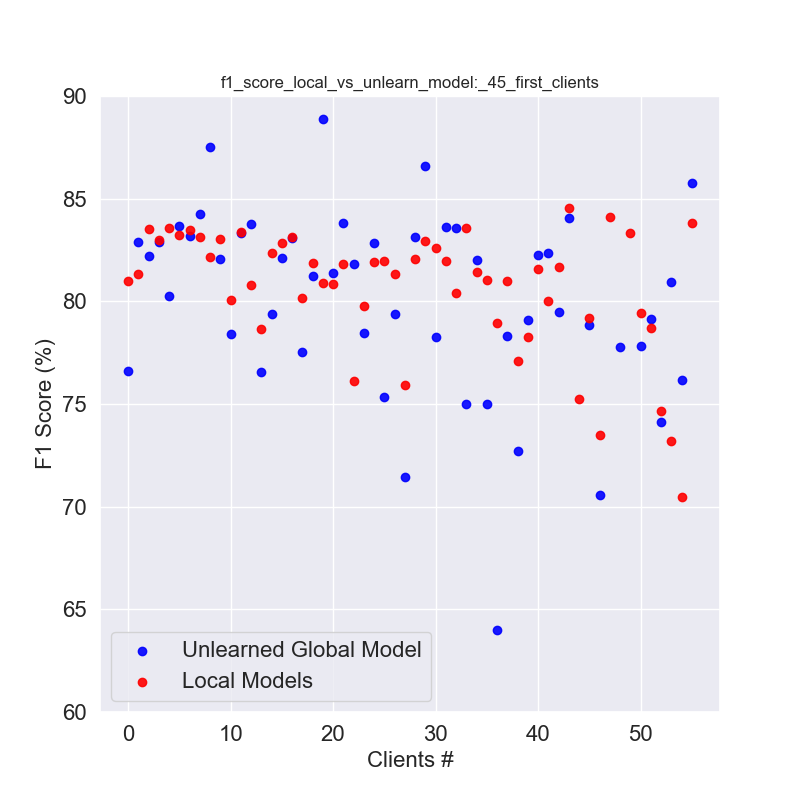 f1_score_local_vs_unlearn_model:_45_first_clients
90
85
80
75
70
65
60
F1 Score (%)
Unlearned Global Model
Local Models
0 10 20 30 40 50
Clients #